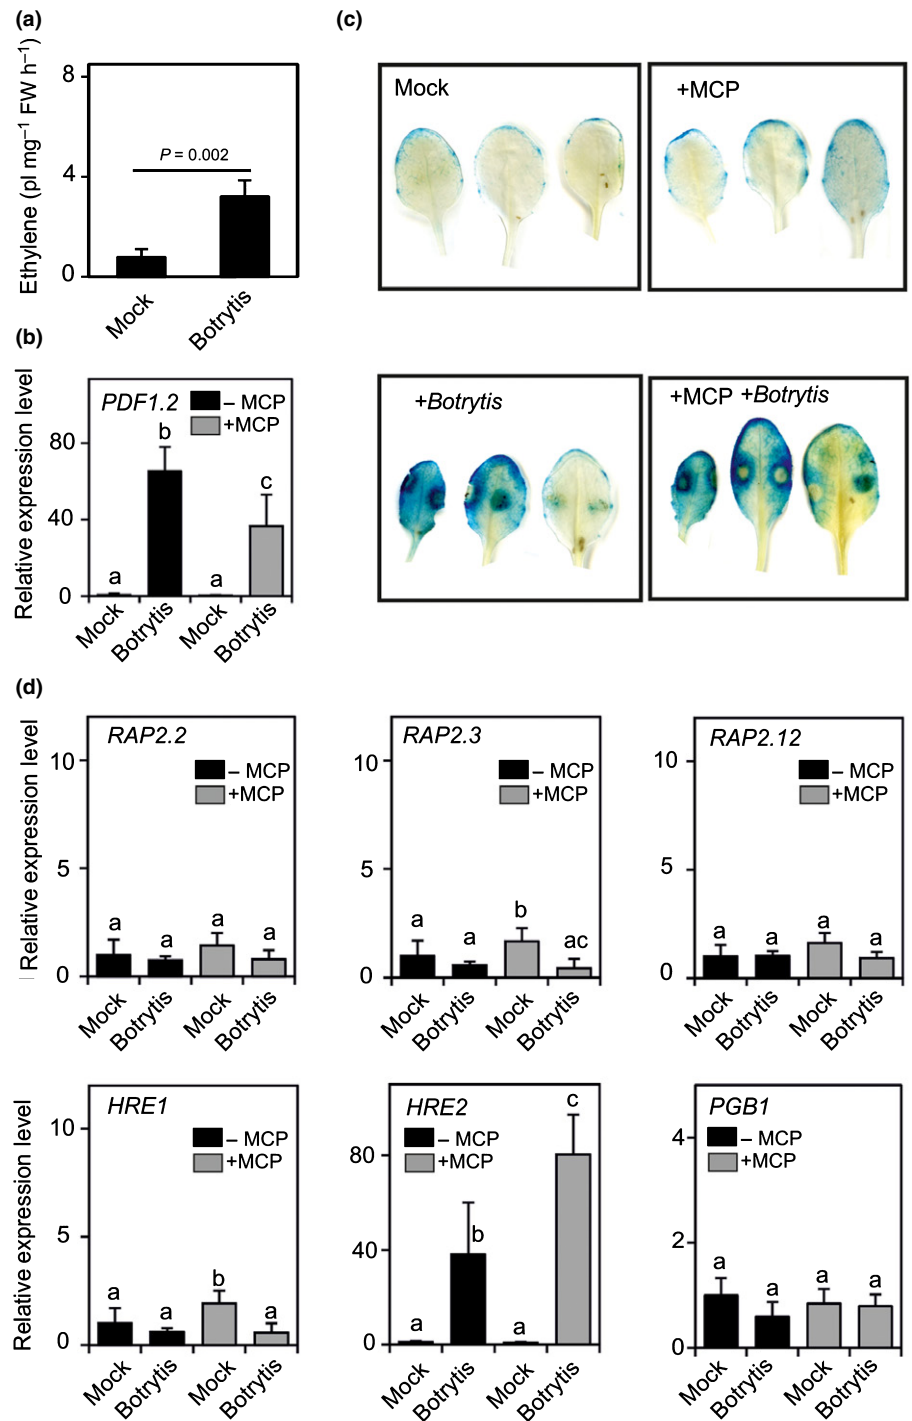 (a)
Ethylene (pl mg⁻¹ FW h⁻¹)
8
4
0
P = 0.002
Mock
Botrytis
(b)
Relative expression level
PDF1.2
– MCP
+MCP
80
40
0
a
b
a
c
Mock
Botrytis
Mock
Botrytis
(c)
Mock
+MCP
+Botrytis
+MCP +Botrytis
(d)
Relative expression level
RAP2.2
– MCP
+MCP
10
5
0
a
a
a
a
Mock
Botrytis
Mock
Botrytis
RAP2.3
– MCP
+MCP
10
5
0
a
a
b
ac
Mock
Botrytis
Mock
Botrytis
RAP2.12
– MCP
+MCP
10
5
0
a
a
a
a
Mock
Botrytis
Mock
Botrytis
Relative expression level
HRE1
– MCP
+MCP
10
5
0
a
a
b
a
Mock
Botrytis
Mock
Botrytis
HRE2
– MCP
+MCP
80
40
0
a
b
a
c
Mock
Botrytis
Mock
Botrytis
PGB1
– MCP
+MCP
4
2
0
a
a
a
a
Mock
Botrytis
Mock
Botrytis